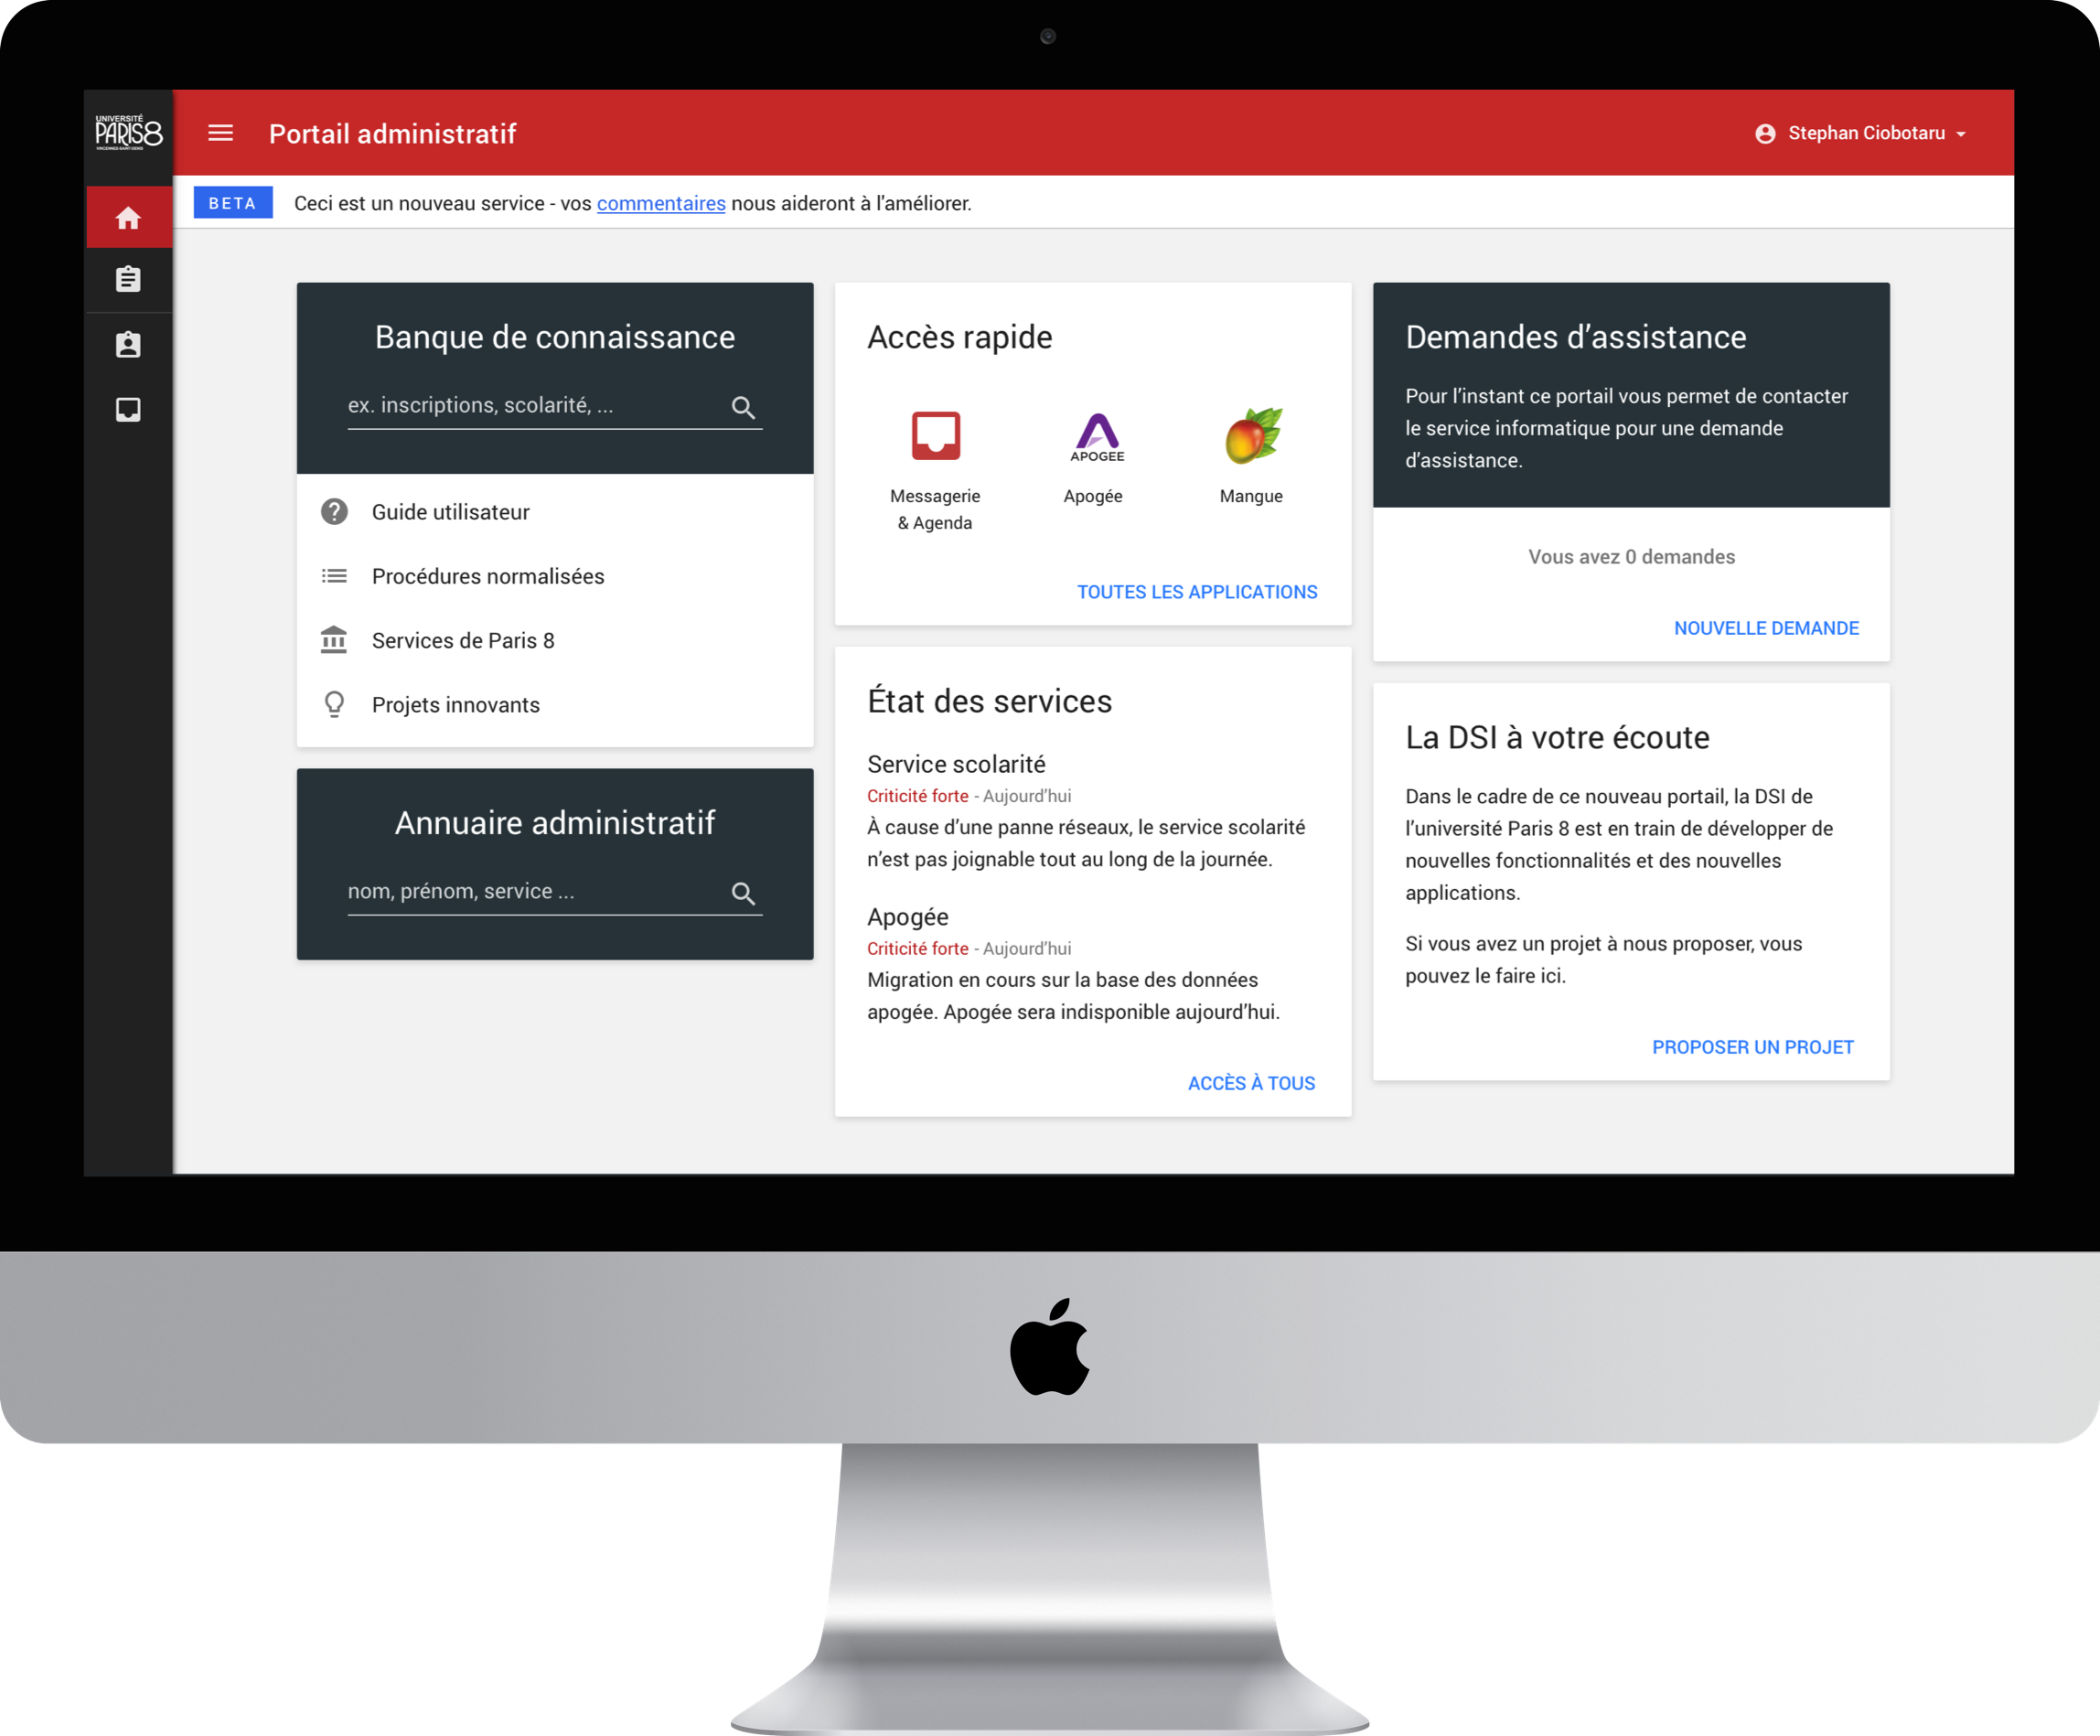 UNIVERSITÉ
PARIS8
VINCENNES-SAINT-DENIS
Portail administratif
Stephan Ciobotaru
BETA
Ceci est un nouveau service - vos commentaires nous aideront à l'améliorer.
Banque de connaissance
ex. inscriptions, scolarité, ...
Guide utilisateur
Procédures normalisées
Services de Paris 8
Projets innovants
Annuaire administratif
nom, prénom, service ...
Accès rapide
APOGEE
Messagerie
& Agenda
Apogée
Mangue
TOUTES LES APPLICATIONS
État des services
Service scolarité
Criticité forte - Aujourd'hui
À cause d'une panne réseaux, le service scolarité
n'est pas joignable tout au long de la journée.
Apogée
Criticité forte - Aujourd'hui
Migration en cours sur la base des données
apogée. Apogée sera indisponible aujourd'hui.
ACCÈS À TOUS
Demandes d'assistance
Pour l'instant ce portail vous permet de contacter
le service informatique pour une demande
d'assistance.
Vous avez 0 demandes
NOUVELLE DEMANDE
La DSI à votre écoute
Dans le cadre de ce nouveau portail, la DSI de
l'université Paris 8 est en train de développer de
nouvelles fonctionnalités et des nouvelles
applications.
Si vous avez un projet à nous proposer, vous
pouvez le faire ici.
PROPOSER UN PROJET